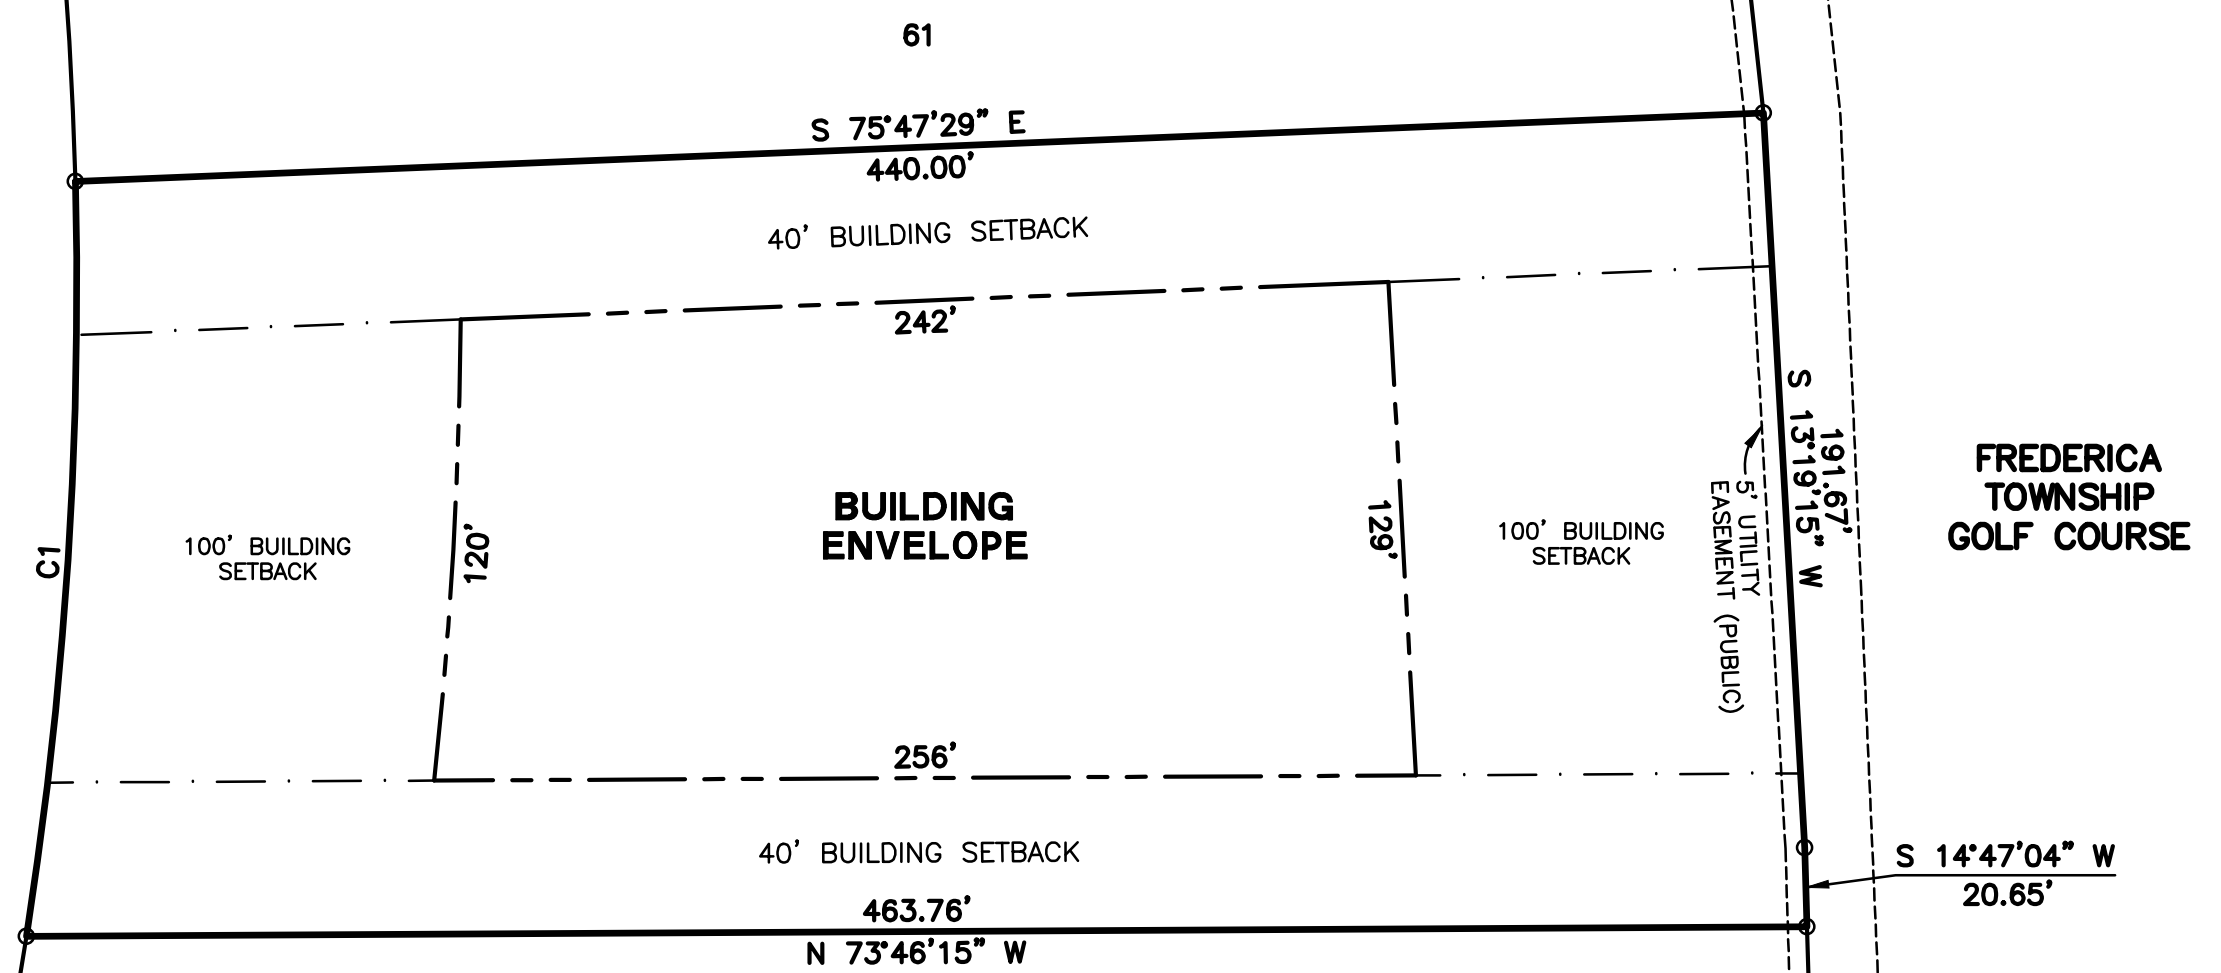 61
S 75°47'29" E
440.00'
40' BUILDING SETBACK
242'
S 13°19'15" W
191.67'
5' UTILITY
EASEMENT (PUBLIC)
FREDERICA
TOWNSHIP
GOLF COURSE
BUILDING
ENVELOPE
C1
100' BUILDING
SETBACK
120'
129'
100' BUILDING
SETBACK
256'
40' BUILDING SETBACK
S 14°47'04" W
20.65'
463.76'
N 73°46'15" W